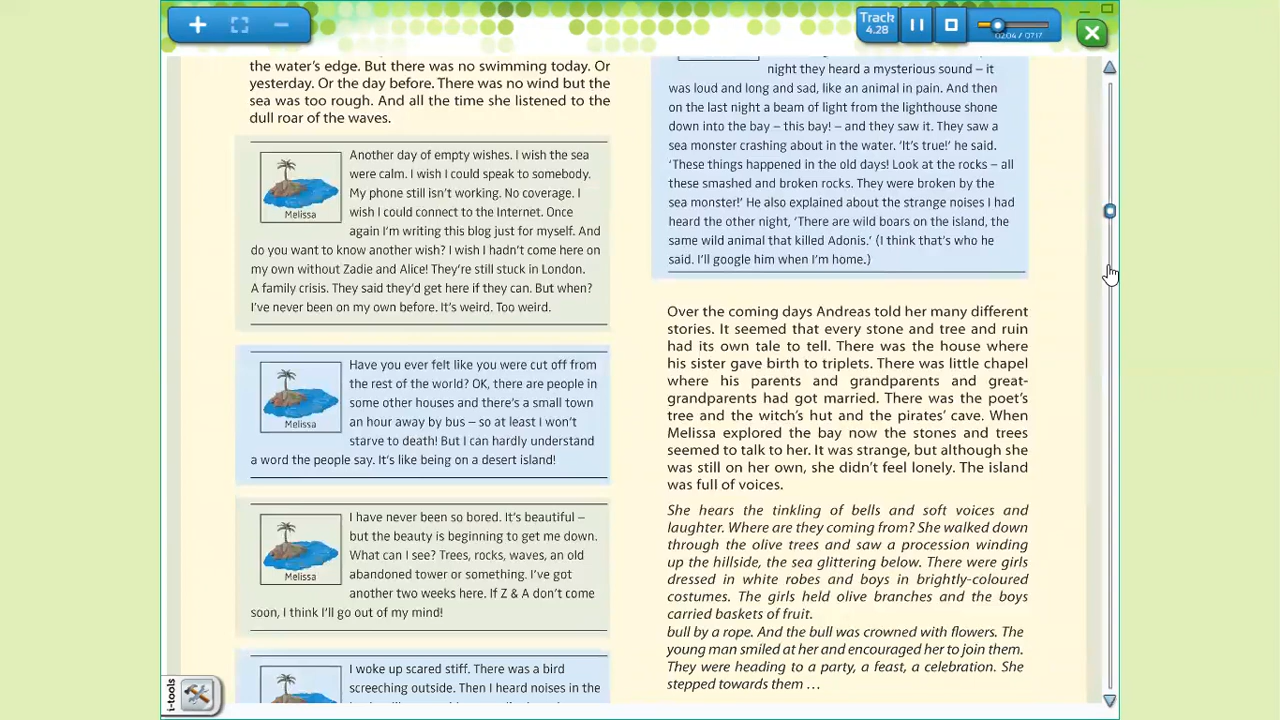 Track
4.28
02:04 / 07:17
the water's edge. But there was no swimming today. Or
yesterday. Or the day before. There was no wind but the
sea was too rough. And all the time she listened to the
dull roar of the waves.
Another day of empty wishes. I wish the sea
were calm. I wish I could speak to somebody.
My phone still isn't working. No coverage. I
wish I could connect to the Internet. Once
again I'm writing this blog just for myself. And
do you want to know another wish? I wish I hadn't come here on
my own without Zadie and Alice! They're still stuck in London.
A family crisis. They said they'd get here if they can. But when?
I've never been on my own before. It's weird. Too weird.
Melissa
Have you ever felt like you were cut off from
the rest of the world? OK, there are people in
some other houses and there's a small town
an hour away by bus – so at least I won't
starve to death! But I can hardly understand
a word the people say. It's like being on a desert island!
Melissa
I have never been so bored. It's beautiful –
but the beauty is beginning to get me down.
What can I see? Trees, rocks, waves, an old
abandoned tower or something. I've got
another two weeks here. If Z & A don't come
soon, I think I'll go out of my mind!
Melissa
I woke up scared stiff. There was a bird
screeching outside. Then I heard noises in the
night they heard a mysterious sound – it
was loud and long and sad, like an animal in pain. And then
on the last night a beam of light from the lighthouse shone
down into the bay – this bay! – and they saw it. They saw a
sea monster crashing about in the water. 'It's true!' he said.
'These things happened in the old days! Look at the rocks – all
these smashed and broken rocks. They were broken by the
sea monster!' He also explained about the strange noises I had
heard the other night, 'There are wild boars on the island, the
same wild animal that killed Adonis.' (I think that's who he
said. I'll google him when I'm home.)
Over the coming days Andreas told her many different
stories. It seemed that every stone and tree and ruin
had its own tale to tell. There was the house where
his sister gave birth to triplets. There was little chapel
where his parents and grandparents and great-
grandparents had got married. There was the poet's
tree and the witch's hut and the pirates' cave. When
Melissa explored the bay now the stones and trees
seemed to talk to her. It was strange, but although she
was still on her own, she didn't feel lonely. The island
was full of voices.
She hears the tinkling of bells and soft voices and
laughter. Where are they coming from? She walked down
through the olive trees and saw a procession winding
up the hillside, the sea glittering below. There were girls
dressed in white robes and boys in brightly-coloured
costumes. The girls held olive branches and the boys
carried baskets of fruit.
bull by a rope. And the bull was crowned with flowers. The
young man smiled at her and encouraged her to join them.
They were heading to a party, a feast, a celebration. She
stepped towards them …
i-tools